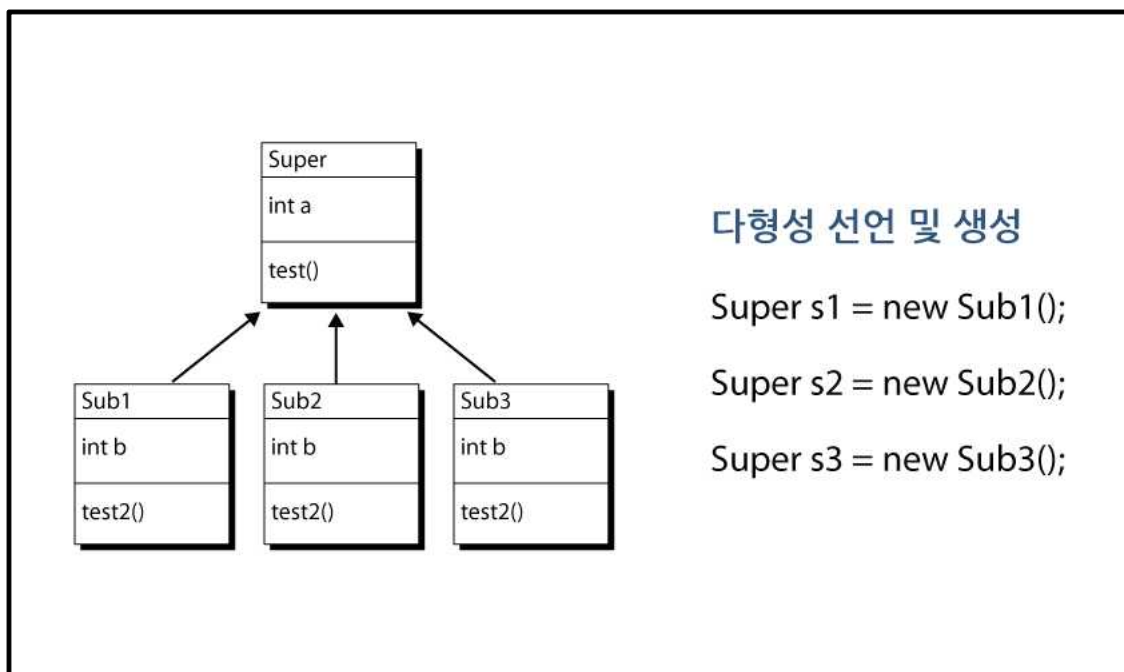 Super
int a
test()
Sub1
int b
test2()
Sub2
int b
test2()
Sub3
int b
test2()
다형성 선언 및 생성
Super s1 = new Sub1();
Super s2 = new Sub2();
Super s3 = new Sub3();